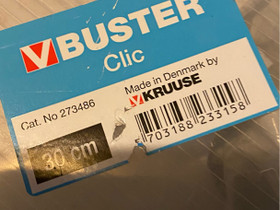 V BUSTER
Clic
Made in Denmark by
V KRUUSE
Cat. No 273486
30 cm
703188 233158